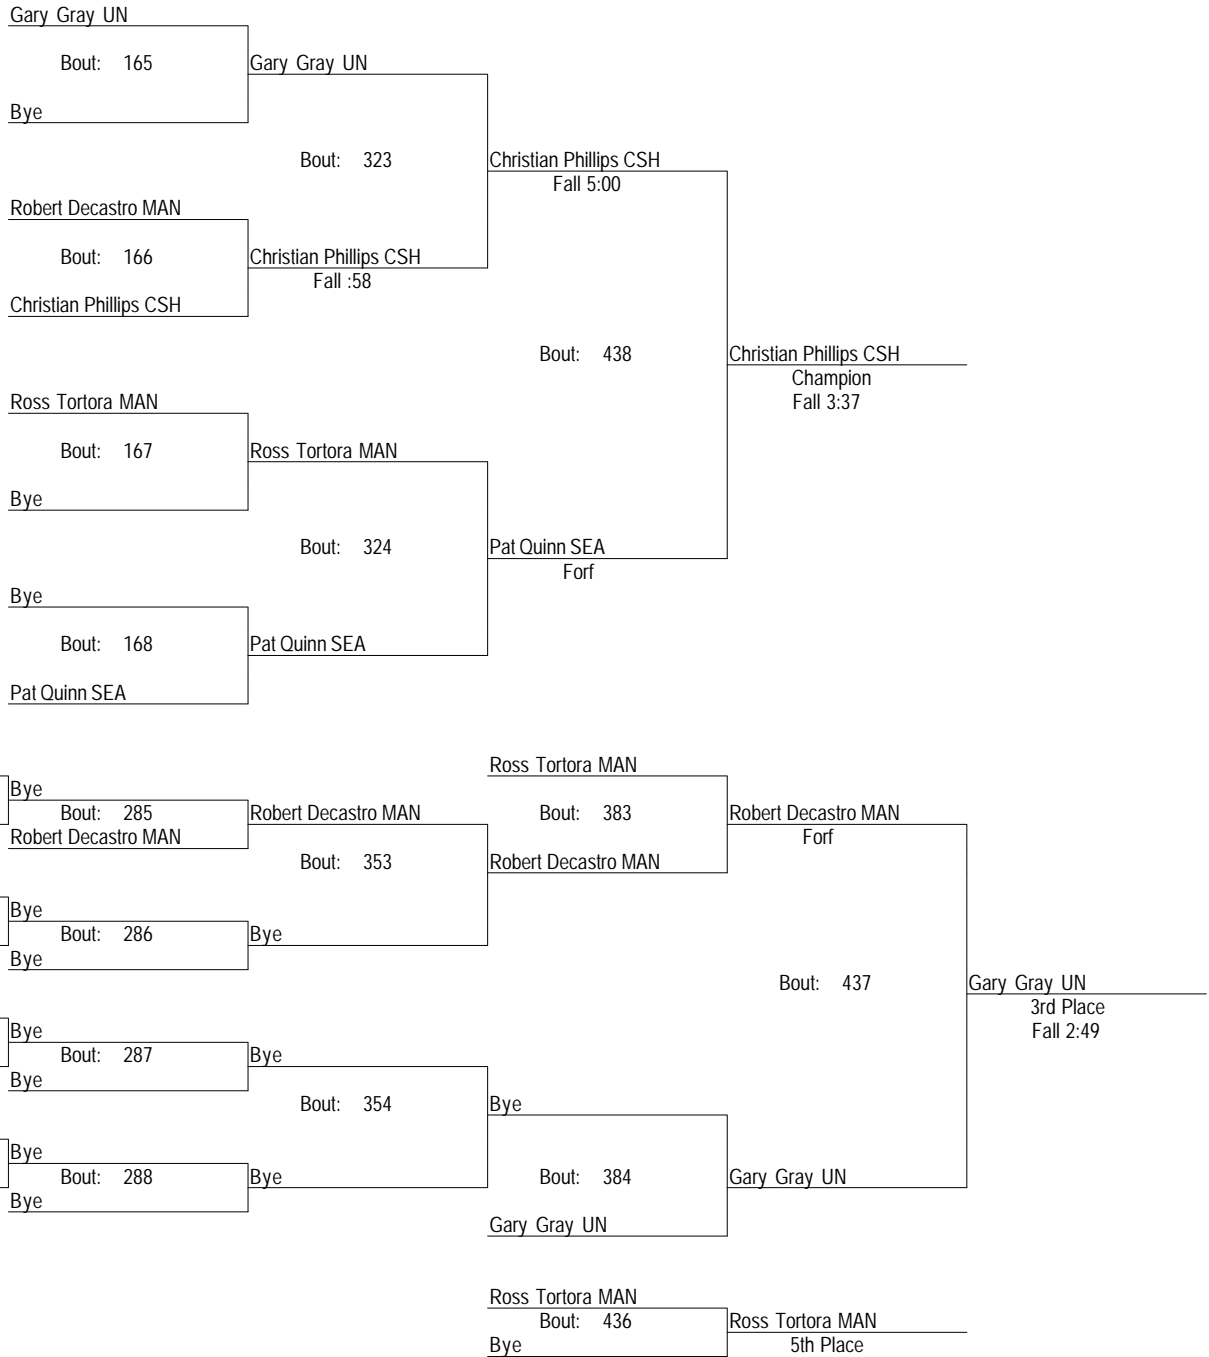 Gary Gray UN
Bout: 165
Gary Gray UN
Bye
Bout: 323
Christian Phillips CSH
Fall 5:00
Robert Decastro MAN
Bout: 166
Christian Phillips CSH
Fall :58
Christian Phillips CSH
Bout: 438
Christian Phillips CSH
Champion
Fall 3:37
Ross Tortora MAN
Bout: 167
Ross Tortora MAN
Bye
Bout: 324
Pat Quinn SEA
Forf
Bye
Bout: 168
Pat Quinn SEA
Pat Quinn SEA
Ross Tortora MAN
Bye
Bout: 285
Robert Decastro MAN
Bout: 383
Robert Decastro MAN
Forf
Robert Decastro MAN
Bout: 353
Robert Decastro MAN
Bye
Bout: 286
Bye
Bye
Bout: 437
Gary Gray UN
3rd Place
Fall 2:49
Bye
Bout: 287
Bye
Bye
Bout: 354
Bye
Bye
Bout: 288
Bye
Bout: 384
Gary Gray UN
Bye
Gary Gray UN
Ross Tortora MAN
Bout: 436
Ross Tortora MAN
Bye
5th Place